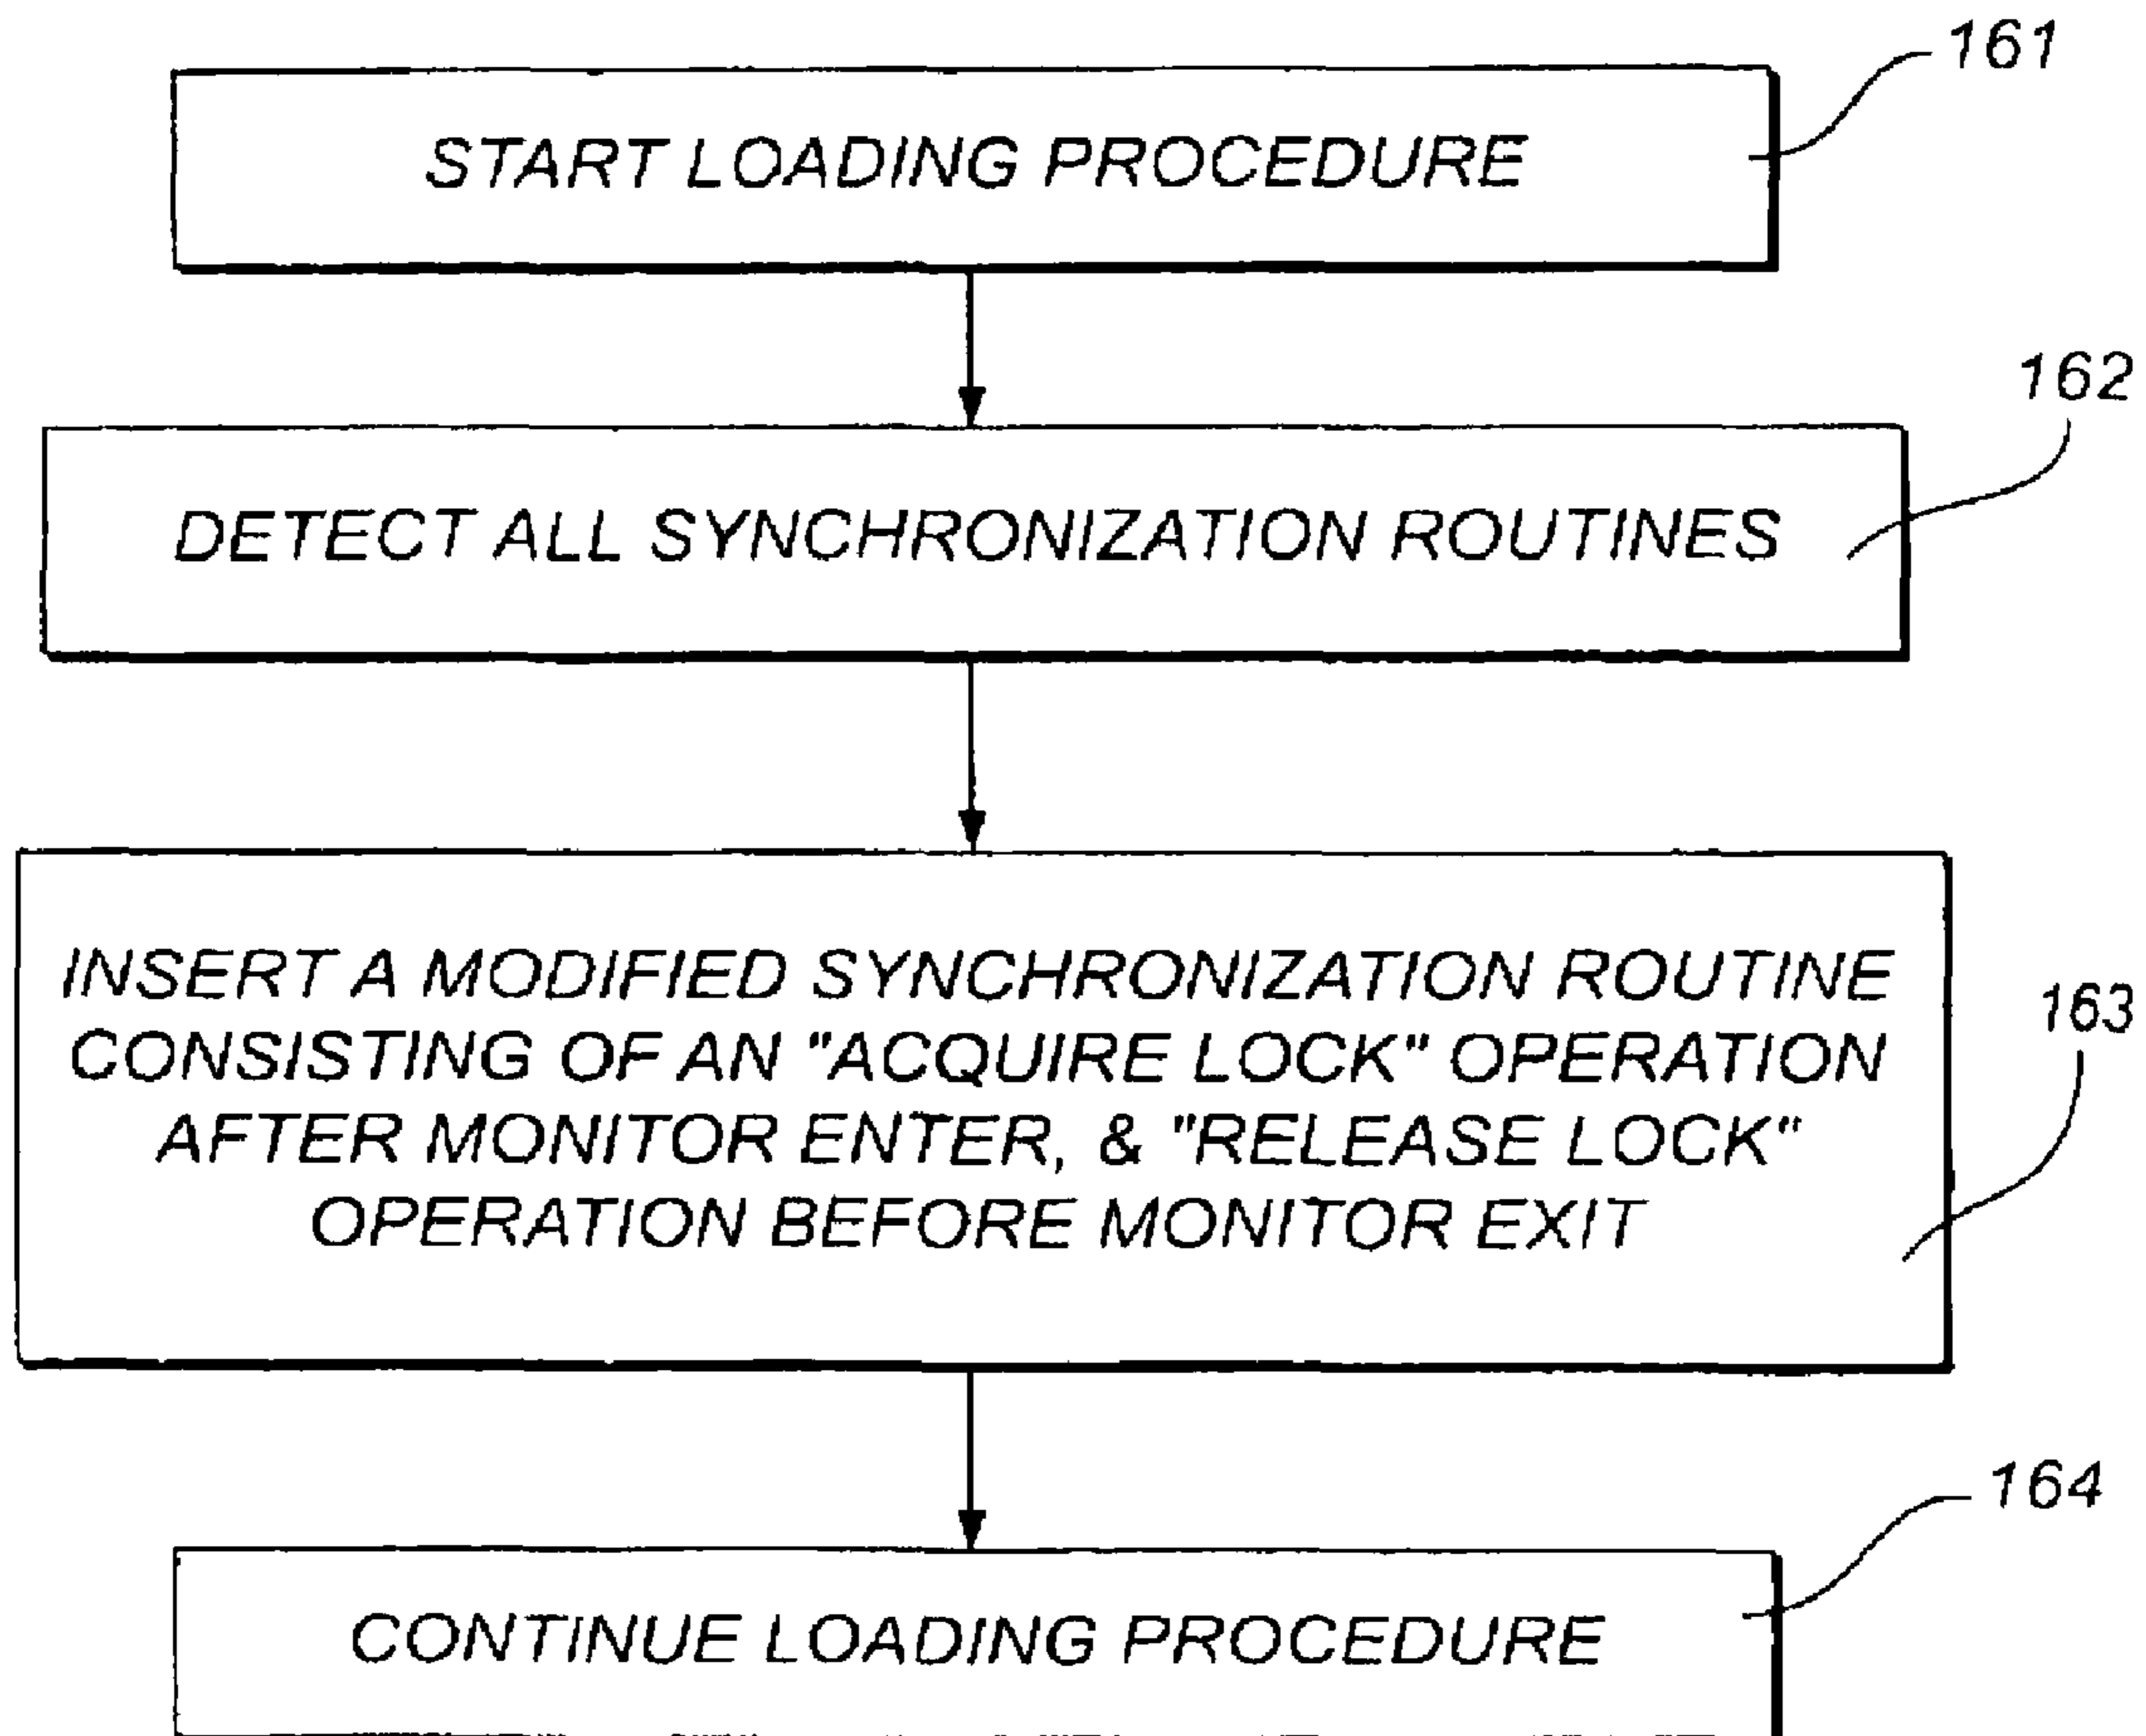 161
START LOADING PROCEDURE
162
DETECT ALL SYNCHRONIZATION ROUTINES
INSERT A MODIFIED SYNCHRONIZATION ROUTINE
CONSISTING OF AN "ACQUIRE LOCK" OPERATION
AFTER MONITOR ENTER, & "RELEASE LOCK"
OPERATION BEFORE MONITOR EXIT
163
164
CONTINUE LOADING PROCEDURE